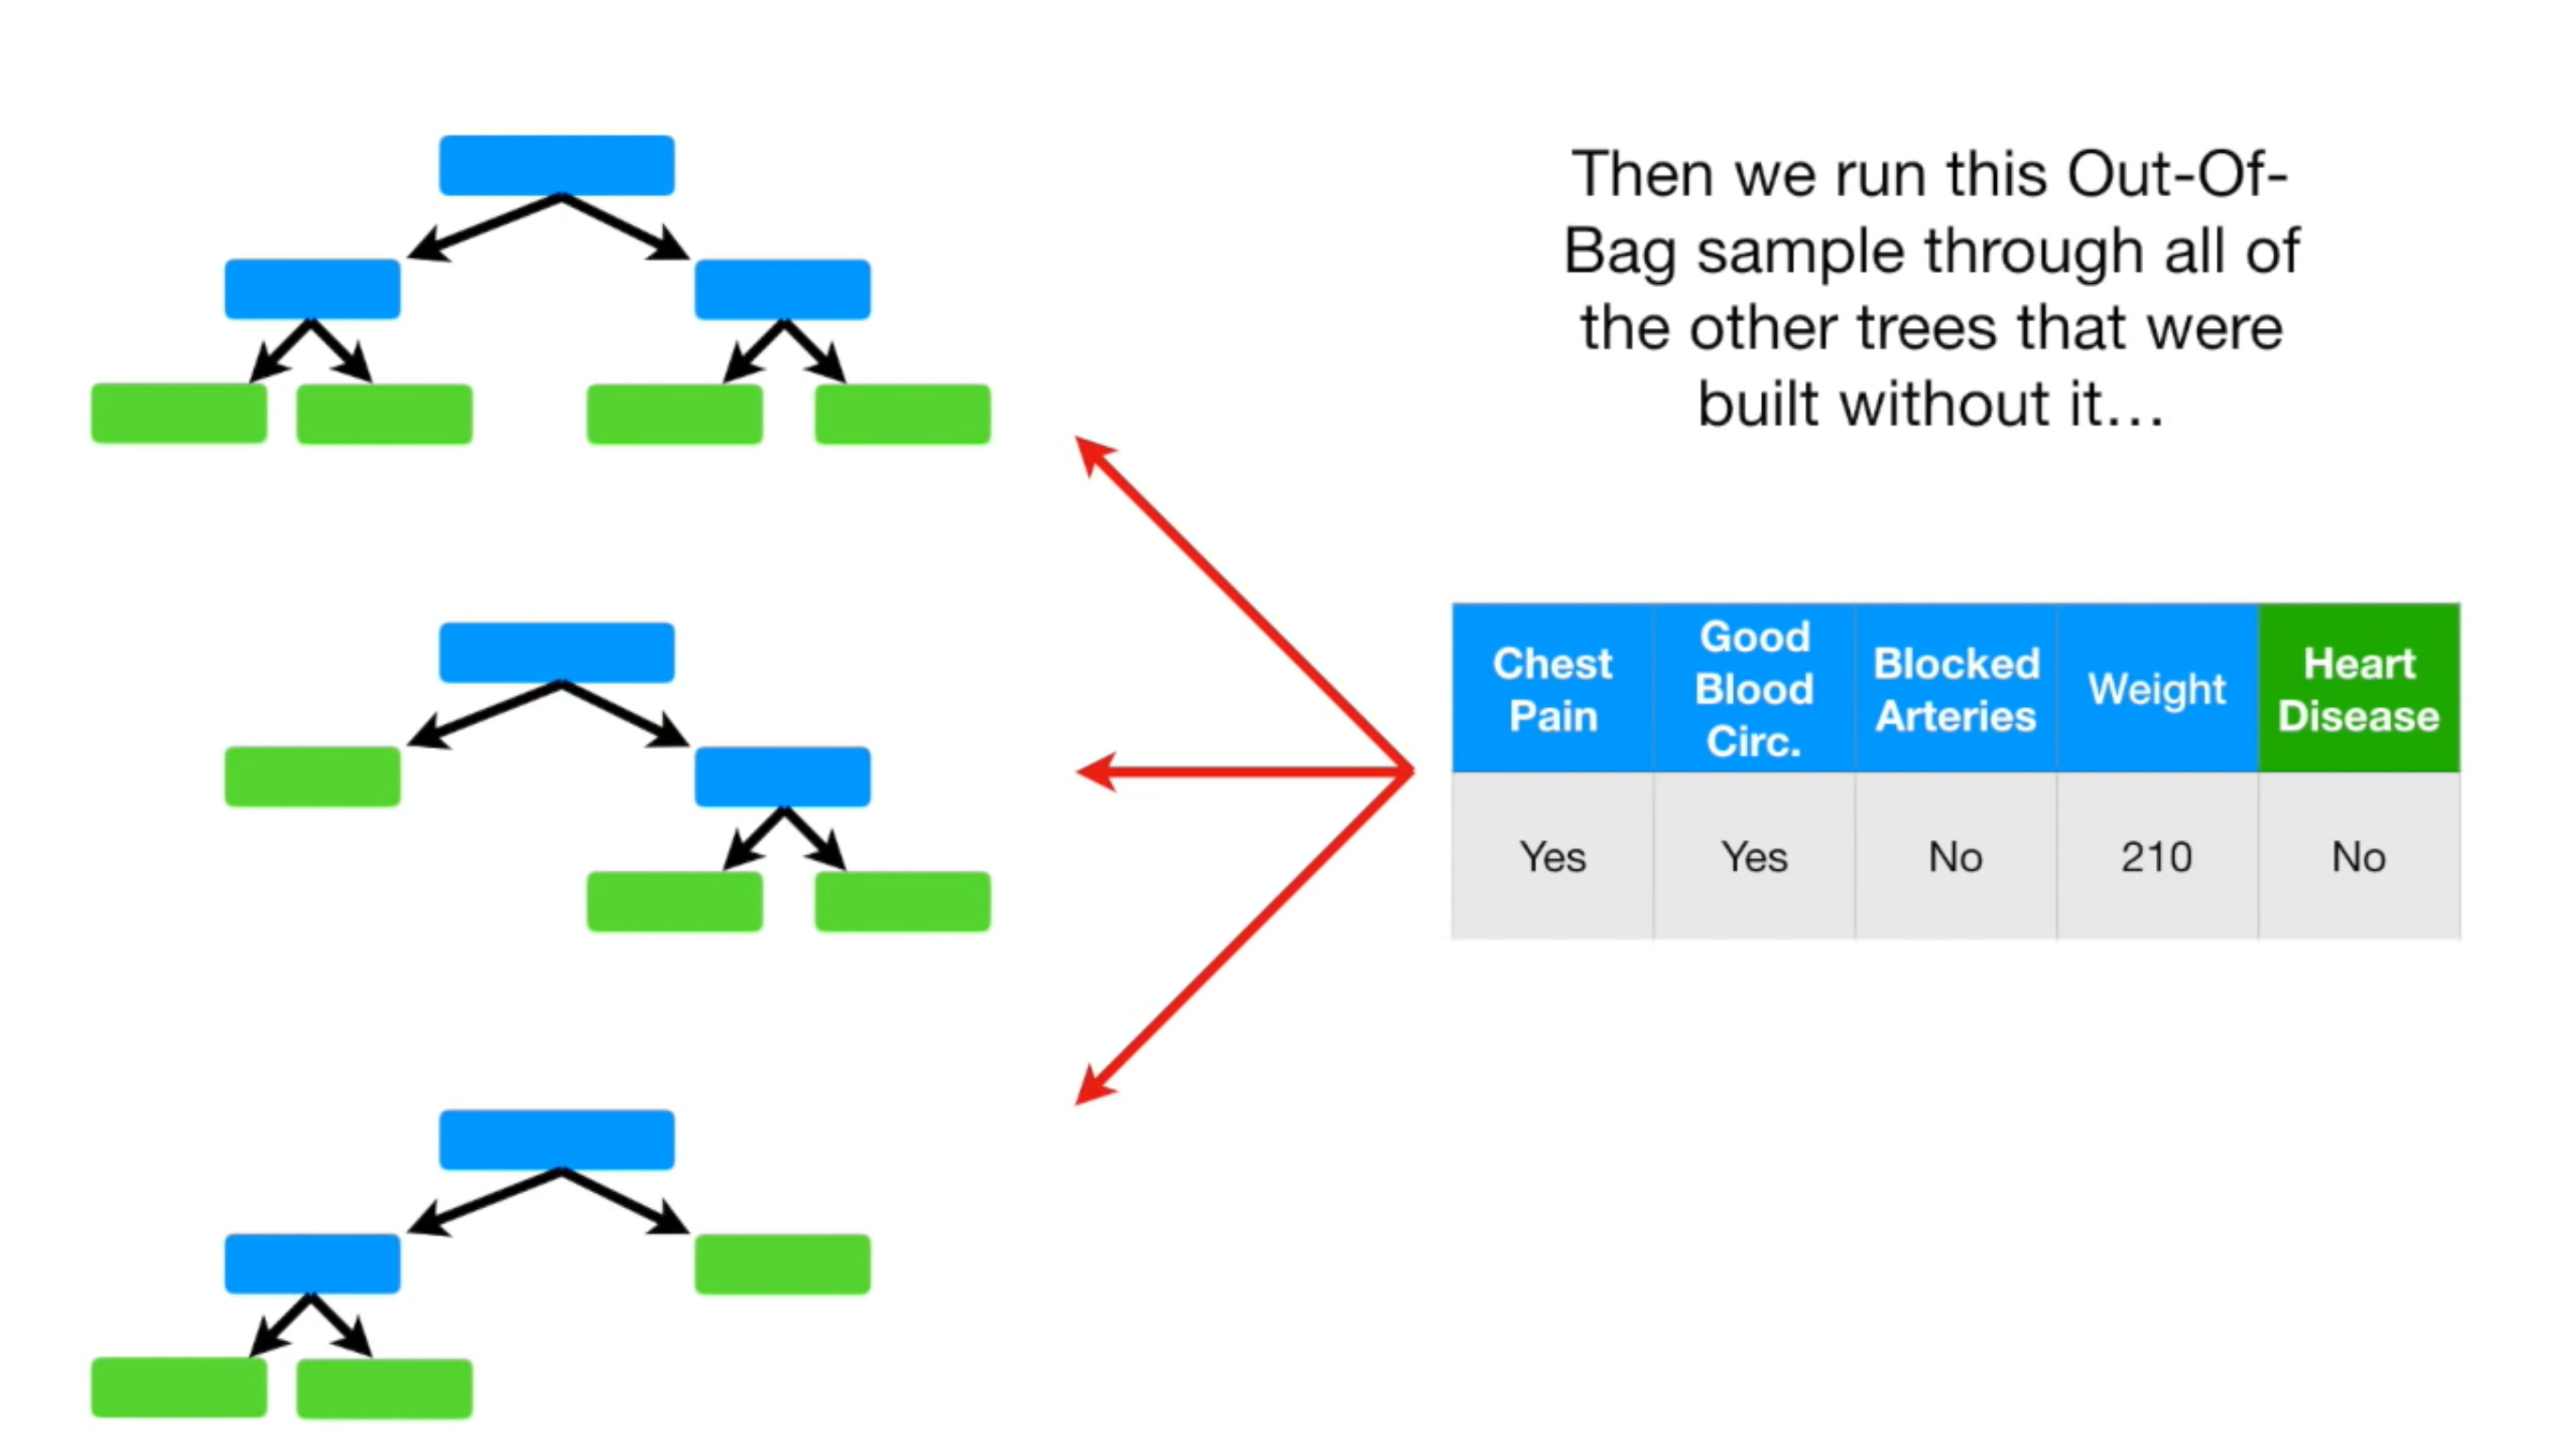 Then we run this Out-Of-
Bag sample through all of
the other trees that were
built without it…
Chest
Pain
Good
Blood
Circ.
Blocked
Arteries
Weight
Heart
Disease
Yes
Yes
No
210
No